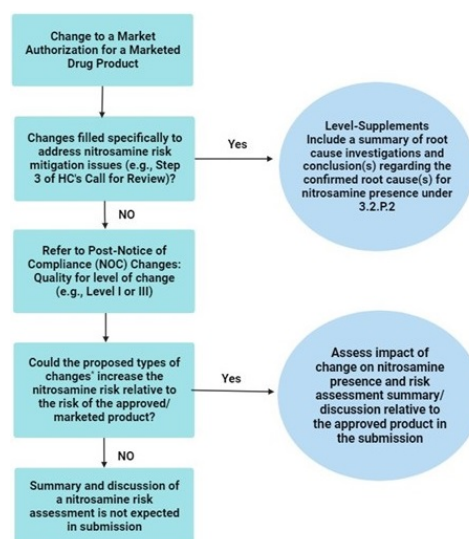 Change to a Market
Authorization for a Marketed
Drug Product
Changes filled specifically to
address nitrosamine risk
mitigation issues (e.g., Step
3 of HC's Call for Review)?
Yes
Level-Supplements
Include a summary of root
cause investigations and
conclusion(s) regarding the
confirmed root cause(s) for
nitrosamine presence under
3.2.P.2
NO
Refer to Post-Notice of
Compliance (NOC) Changes:
Quality for level of change
(e.g., Level I or III)
Could the proposed types of
changes* increase the
nitrosamine risk relative to
the risk of the approved/
marketed product?
Yes
Assess impact of
change on nitrosamine
presence and risk
assessment summary/
discussion relative to
the approved product in
the submission
NO
Summary and discussion of
a nitrosamine risk
assessment is not expected
in submission